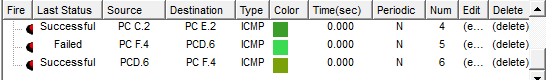 Fire Last Status Source Destination Type Color Time(sec) Periodic Num Edit Delete
Successful PC C.2 PC E.2 ICMP 0.000 N 4 (e... (delete)
Failed PC F.4 PCD.6 ICMP 0.000 N 5 (e... (delete)
Successful PCD.6 PC F.4 ICMP 0.000 N 6 (e... (delete)